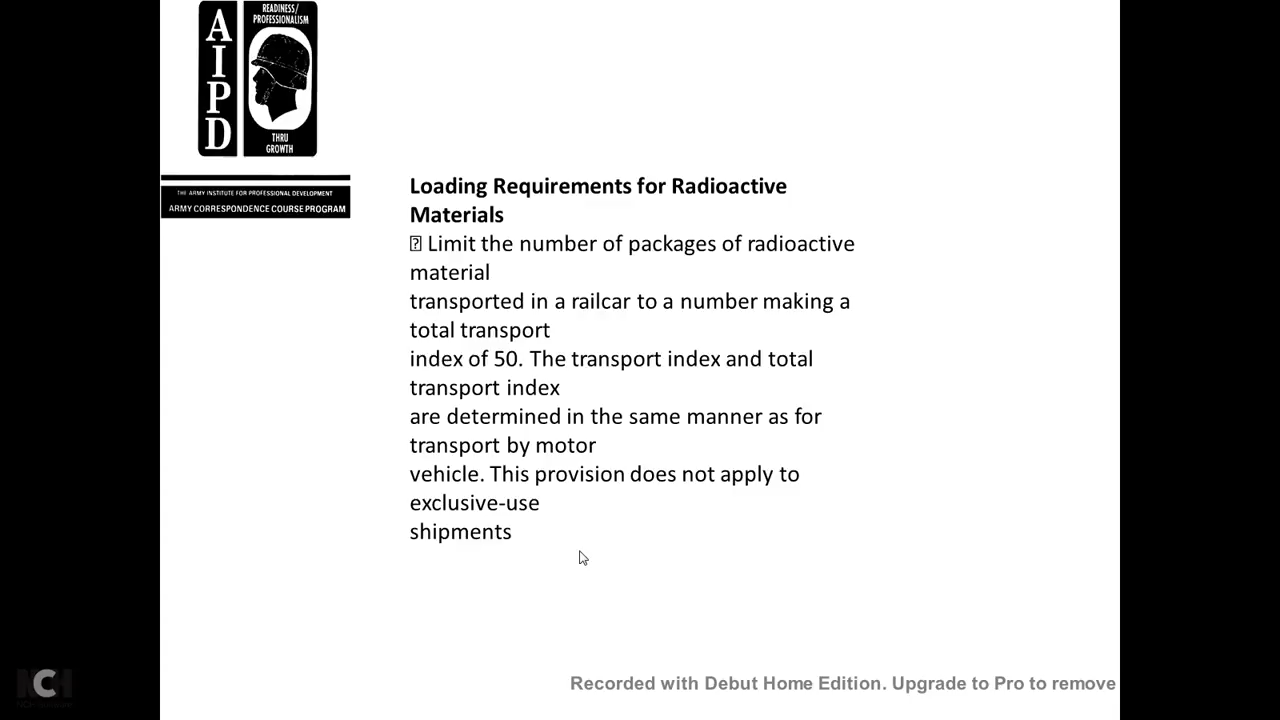 READINESS/
PROFESSIONALISM
AIPD
THRU
GROWTH
THE ARMY INSTITUTE FOR PROFESSIONAL DEVELOPMENT
ARMY CORRESPONDENCE COURSE PROGRAM
Loading Requirements for Radioactive
Materials
Limit the number of packages of radioactive
material
transported in a railcar to a number making a
total transport
index of 50. The transport index and total
transport index
are determined in the same manner as for
transport by motor
vehicle. This provision does not apply to
exclusive-use
shipments
NCH
Recorded with Debut Home Edition. Upgrade to Pro to remove